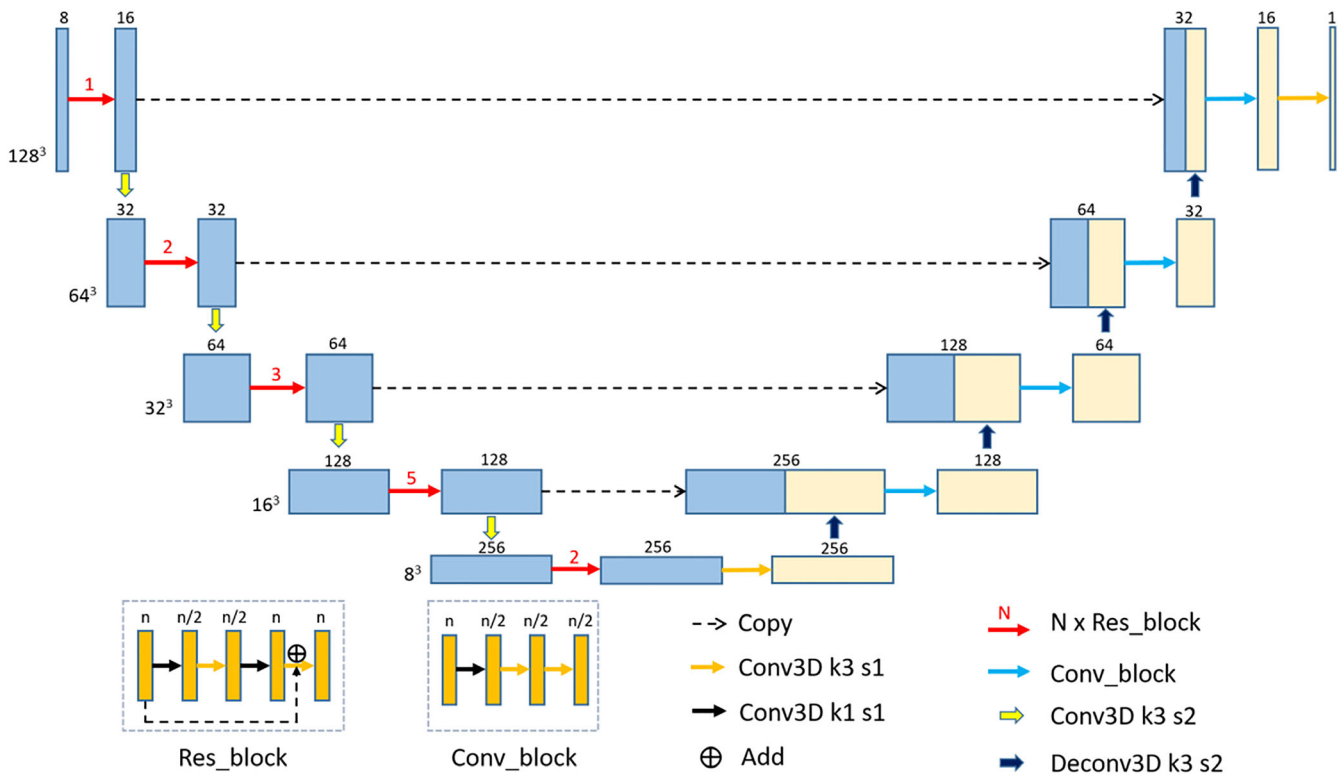 8 16 32 16 1
1
128³
32 32 64 32
2
64³
64 64 128 64
3
32³
128 128 256 128
5
16³
256 256 256
2
8³
n n/2 n/2 n n
Res_block
n n/2 n/2 n/2
Conv_block
Copy
Conv3D k3 s1
Conv3D k1 s1
Add
N
N x Res_block
Conv_block
Conv3D k3 s2
Deconv3D k3 s2